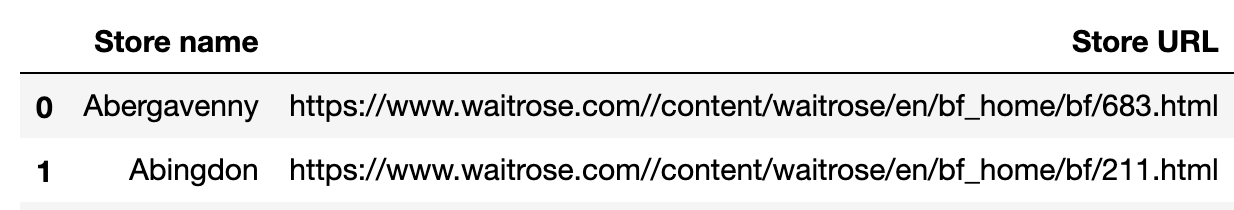 Store name Store URL
0 Abergavenny https://www.waitrose.com//content/waitrose/en/bf_home/bf/683.html
1 Abingdon https://www.waitrose.com//content/waitrose/en/bf_home/bf/211.html